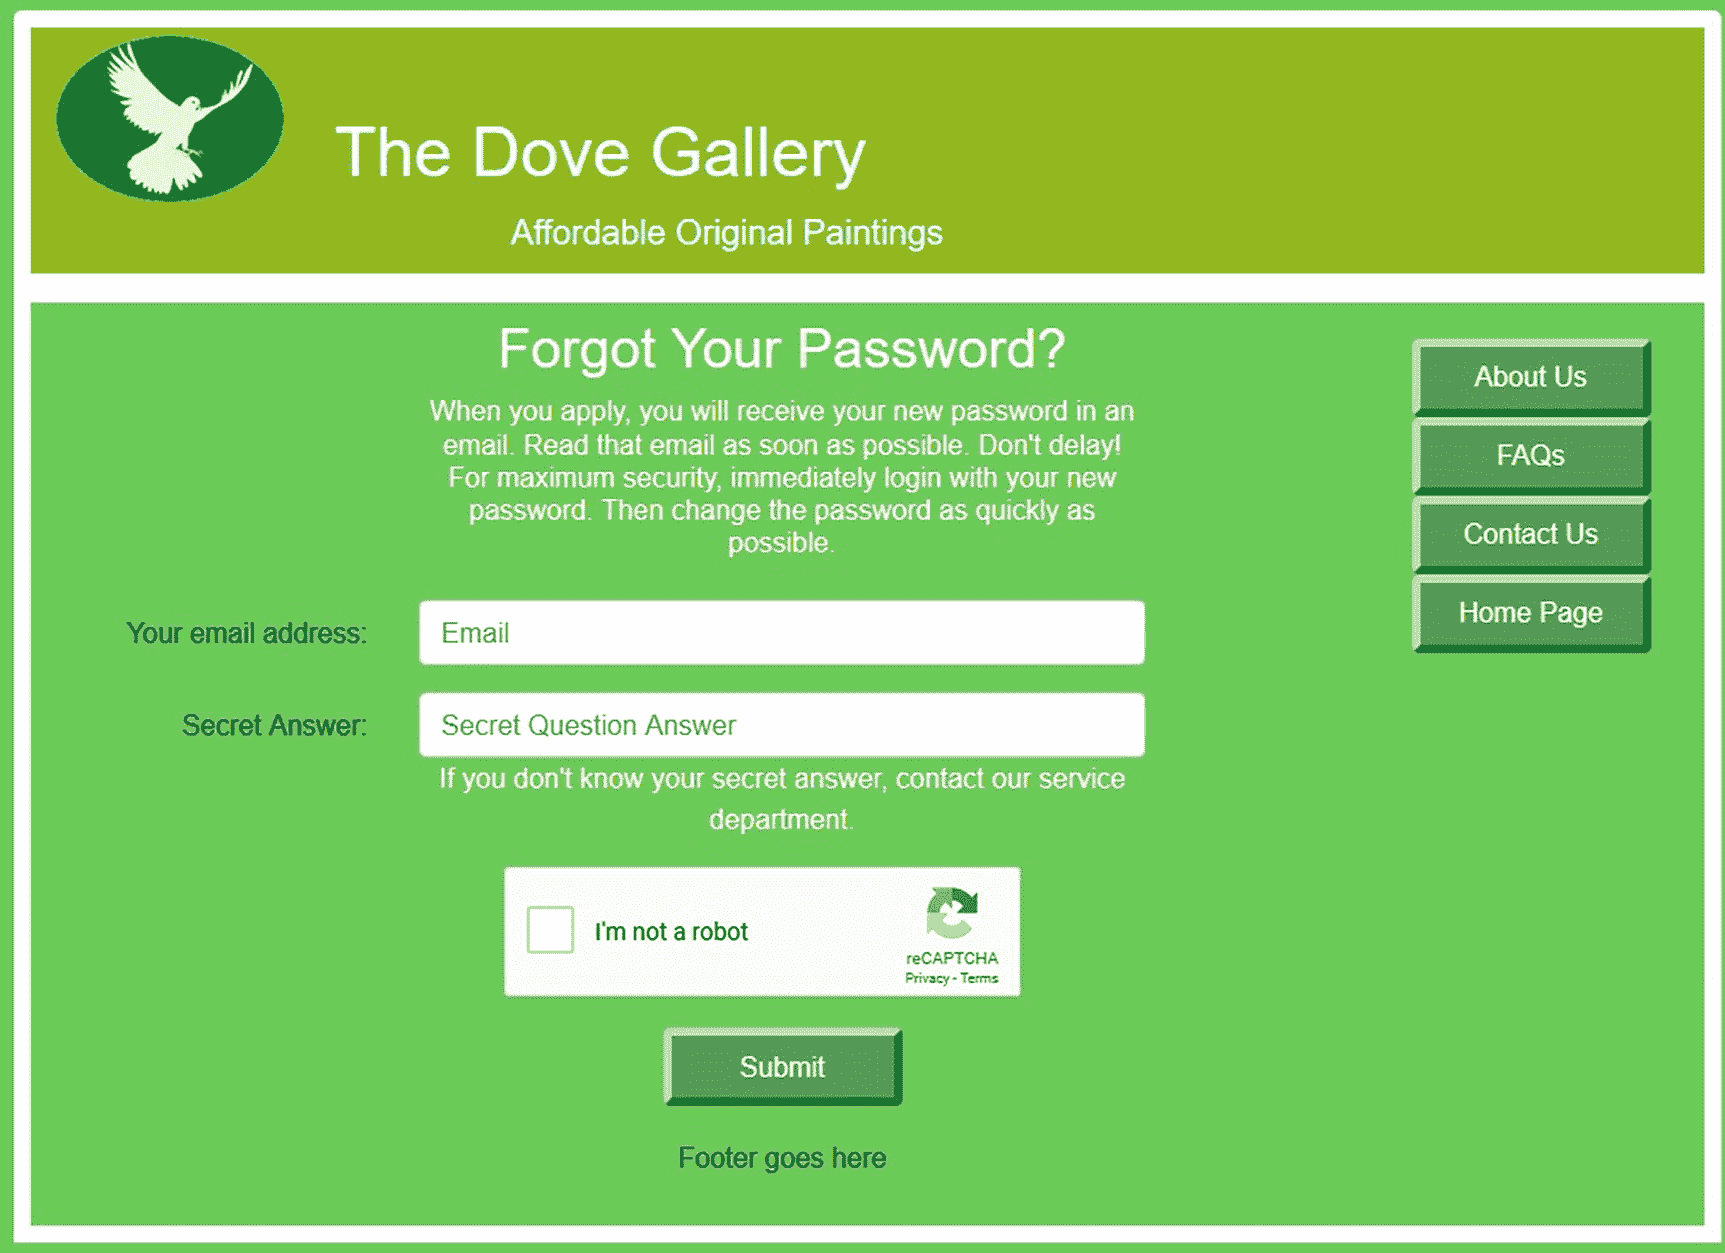 The Dove Gallery
Affordable Original Paintings
Forgot Your Password?
When you apply, you will receive your new password in an
email. Read that email as soon as possible. Don't delay!
For maximum security, immediately login with your new
password. Then change the password as quickly as
possible.
About Us
FAQs
Contact Us
Home Page
Your email address:
Email
Secret Answer:
Secret Question Answer
If you don't know your secret answer, contact our service
department.
I'm not a robot
reCAPTCHA
Privacy - Terms
Submit
Footer goes here